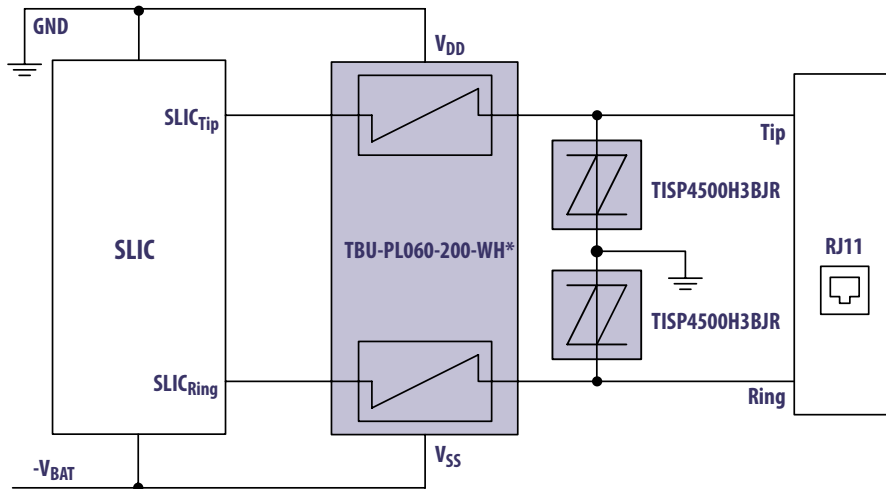 GND
V_DD
SLIC_Tip
Tip
TISP4500H3BJR
SLIC
TBU-PL060-200-WH*
RJ11
TISP4500H3BJR
SLIC_Ring
Ring
V_SS
-V_BAT